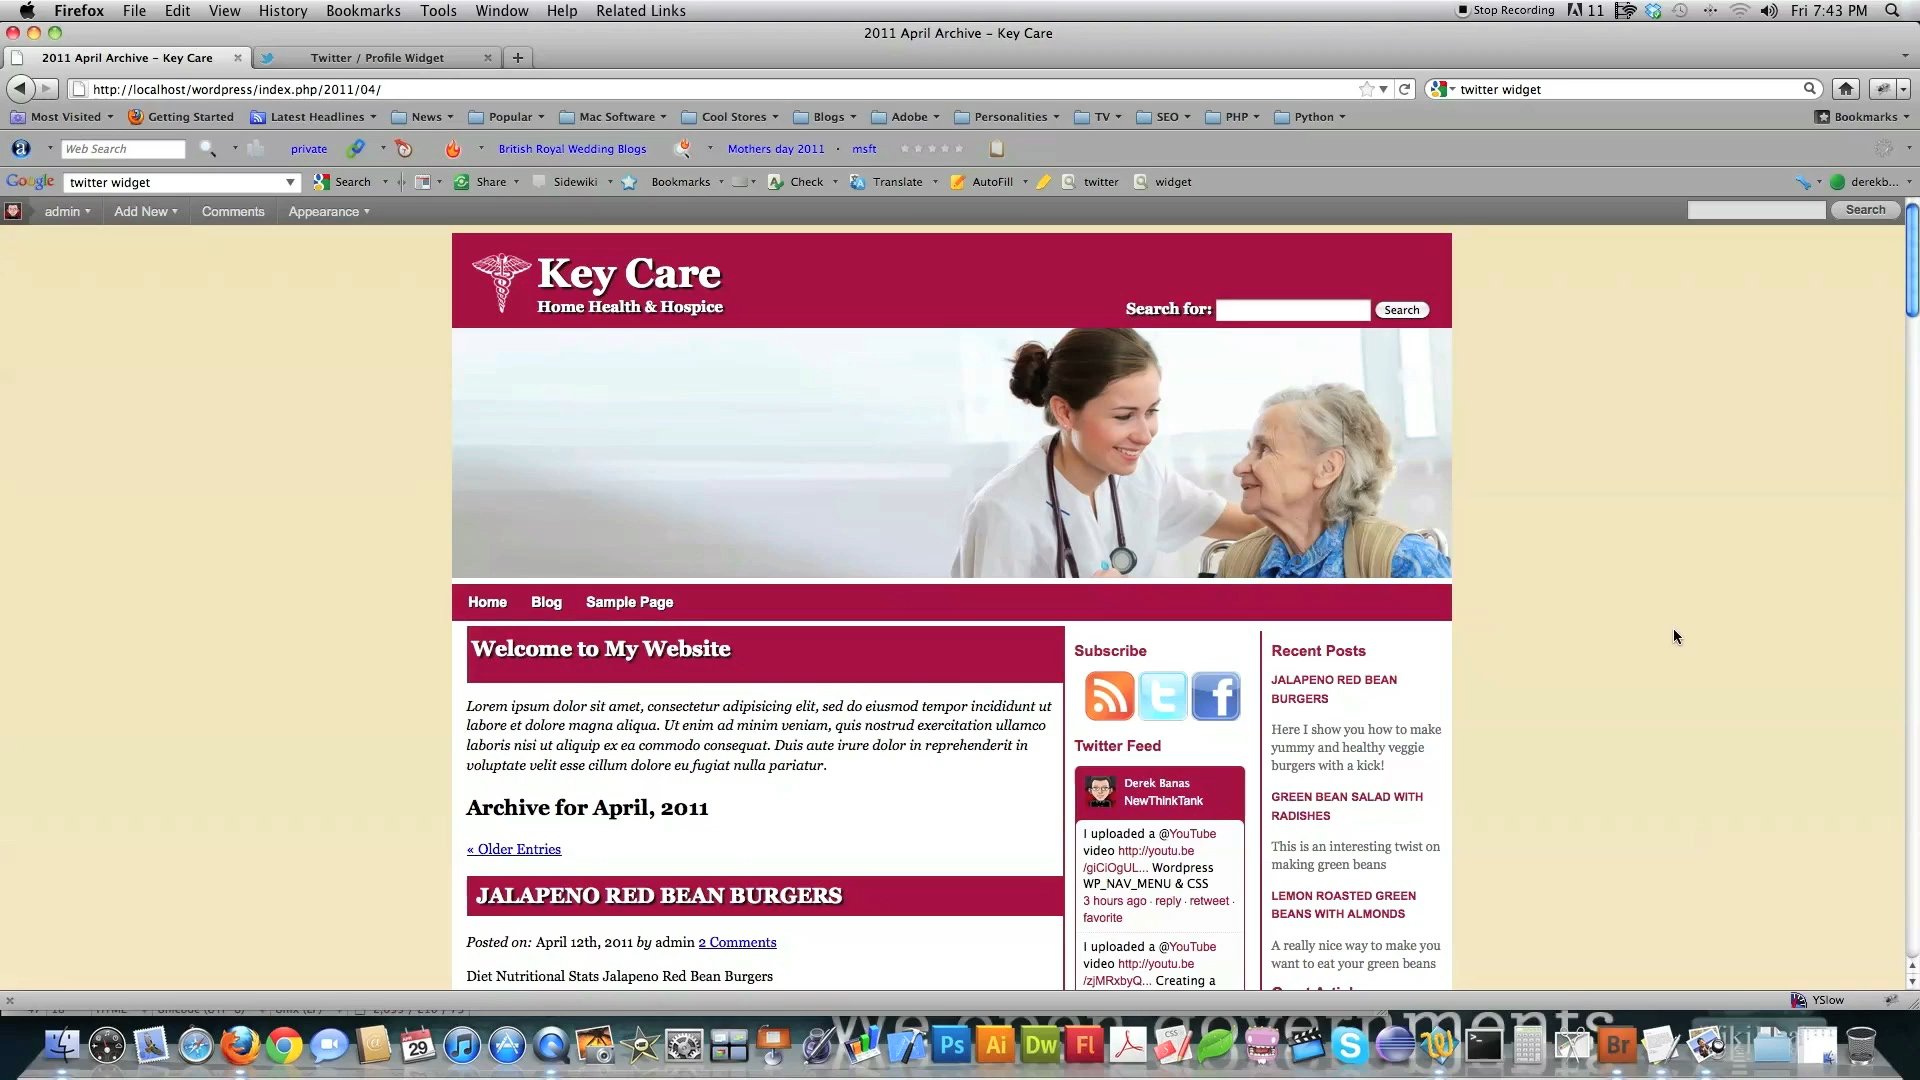 Firefox File Edit View History Bookmarks Tools Window Help Related Links Stop Recording 11 Fri 7:43 PM
2011 April Archive – Key Care
2011 April Archive – Key Care Twitter / Profile Widget
http://localhost/wordpress/index.php/2011/04/ twitter widget
Most Visited Getting Started Latest Headlines News Popular Mac Software Cool Stores Blogs Adobe Personalities TV SEO PHP Python Bookmarks
Web Search private British Royal Wedding Blogs Mothers day 2011 msft
Google twitter widget Search Share Sidewiki Bookmarks Check Translate AutoFill twitter widget derekb...
admin Add New Comments Appearance Search
Key Care
Home Health & Hospice
Search for: Search
Home Blog Sample Page
Welcome to My Website
Lorem ipsum dolor sit amet, consectetur adipisicing elit, sed do eiusmod tempor incididunt ut
labore et dolore magna aliqua. Ut enim ad minim veniam, quis nostrud exercitation ullamco
laboris nisi ut aliquip ex ea commodo consequat. Duis aute irure dolor in reprehenderit in
voluptate velit esse cillum dolore eu fugiat nulla pariatur.
Archive for April, 2011
« Older Entries
JALAPENO RED BEAN BURGERS
Posted on: April 12th, 2011 by admin 2 Comments
Diet Nutritional Stats Jalapeno Red Bean Burgers
Subscribe
Twitter Feed
Derek Banas
NewThinkTank
I uploaded a @YouTube
video http://youtu.be
/giCiOgUL... Wordpress
WP_NAV_MENU & CSS
3 hours ago · reply · retweet ·
favorite
I uploaded a @YouTube
video http://youtu.be
/zjMRxbyQ... Creating a
Recent Posts
JALAPENO RED BEAN
BURGERS
Here I show you how to make
yummy and healthy veggie
burgers with a kick!
GREEN BEAN SALAD WITH
RADISHES
This is an interesting twist on
making green beans
LEMON ROASTED GREEN
BEANS WITH ALMONDS
A really nice way to make you
want to eat your green beans
YSlow
29 Ps Ai Dw Fl Br